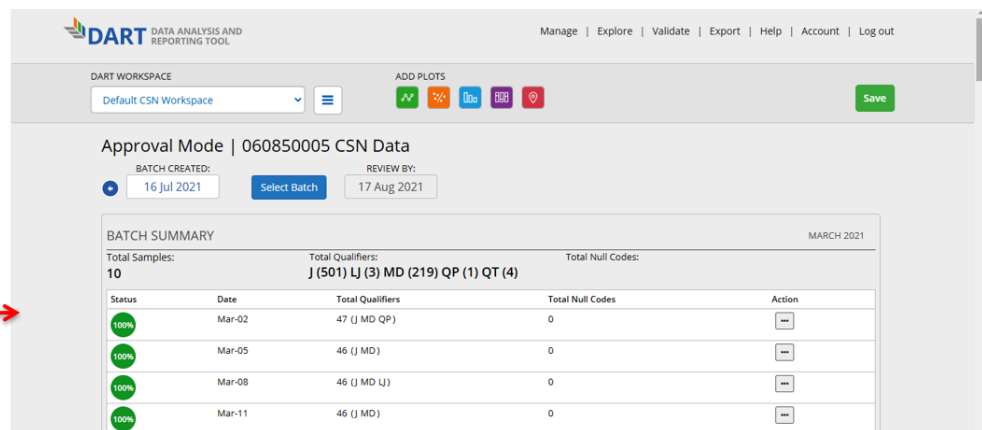 DART DATA ANALYSIS AND REPORTING TOOL
Manage | Explore | Validate | Export | Help | Account | Log out
DART WORKSPACE ADD PLOTS
Default CSN Workspace Save
Approval Mode | 060850005 CSN Data
BATCH CREATED: REVIEW BY:
16 Jul 2021 Select Batch 17 Aug 2021
BATCH SUMMARY MARCH 2021
Total Samples: Total Qualifiers: Total Null Codes:
10 J (501) LJ (3) MD (219) QP (1) QT (4)
Status Date Total Qualifiers Total Null Codes Action
100% Mar-02 47 (J MD QP) 0
100% Mar-05 46 (J MD) 0
100% Mar-08 46 (J MD LJ) 0
100% Mar-11 46 (J MD) 0